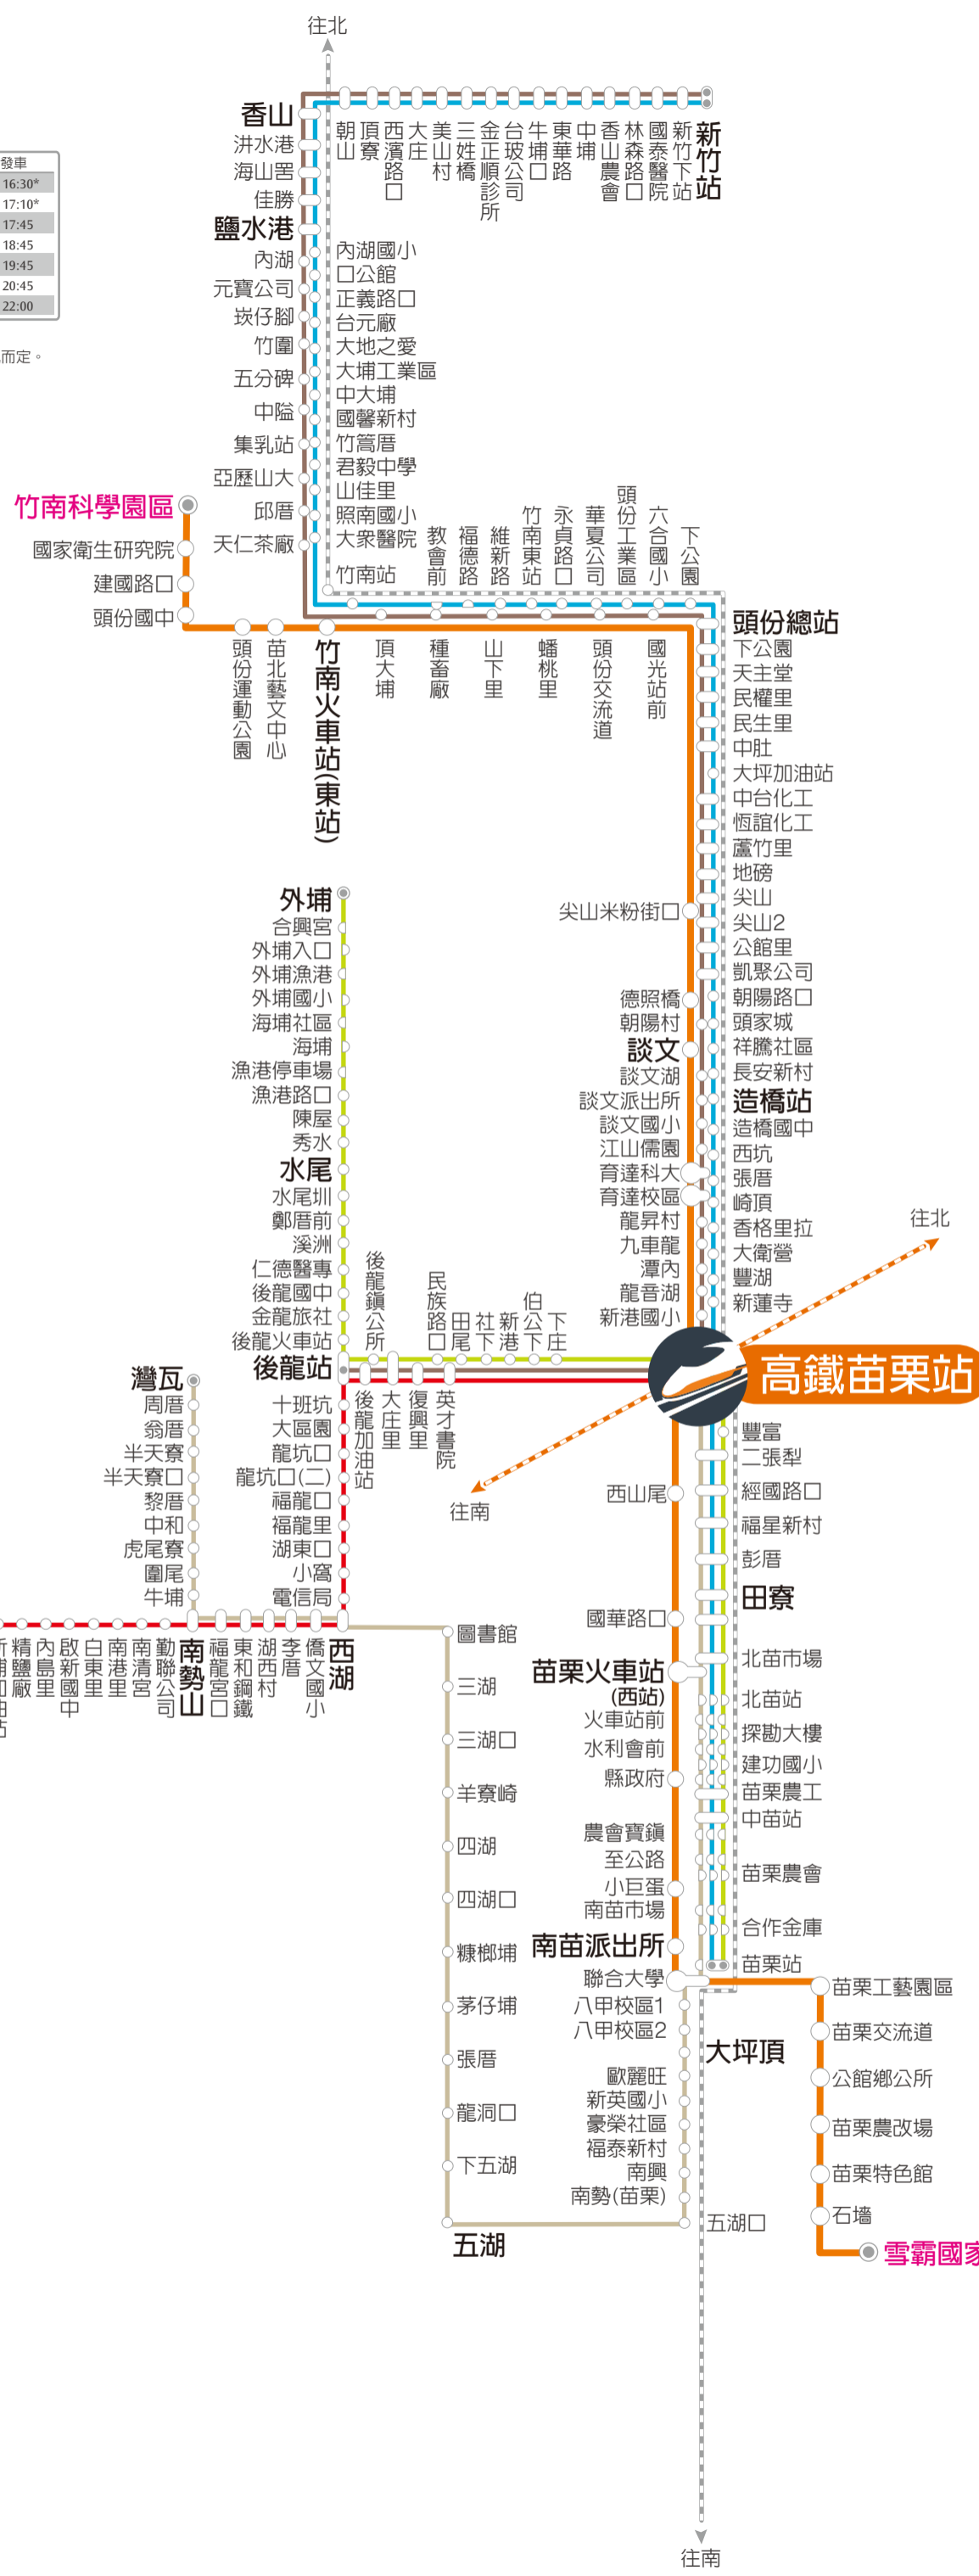 往北
新竹站
新竹下站
國泰醫院
林森路口
香山農會
中埔
東華路
牛埔口
台玻公司
金正順診所
三姓橋
美山村
大庄
西濱路口
頂寮
朝山
香山
洪水港
海山罟
佳勝
鹽水港
內湖
元寶公司
崁仔腳
竹圍
五分碑
中隘
集乳站
亞歷山大
邱厝
天仁茶廠
內湖國小
口公館
正義路口
台元廠
大地之愛
大埔工業區
中大埔
國馨新村
竹篙厝
君毅中學
山佳里
照南國小
大衆醫院
竹南站
發車
16:30*
17:10*
17:45
18:45
19:45
20:45
22:00
而定。
竹南科學園區
國家衛生研究院
建國路口
頭份國中
頭份運動公園
苗北藝文中心
竹南火車站(東站)
教會前
福德路
維新路
竹南東站
永貞路口
華夏公司
頭份工業區
六合國小
下公園
頂大埔
種畜廠
山下里
蟠桃里
頭份交流道
國光站前
頭份總站
下公園
天主堂
民權里
民生里
中肚
大坪加油站
中台化工
恆誼化工
蘆竹里
地磅
尖山
尖山2
公館里
凱聚公司
朝陽路口
頭家城
祥騰社區
長安新村
造橋站
造橋國中
西坑
張厝
崎頂
香格里拉
大衛營
豐湖
新蓮寺
尖山米粉街口
德照橋
朝陽村
談文
談文湖
談文派出所
談文國小
江山儒園
育達科大
育達校區
龍昇村
九車龍
潭內
龍音湖
新港國小
外埔
合興宮
外埔入口
外埔漁港
外埔國小
海埔社區
海埔
漁港停車場
漁港路口
陳屋
秀水
水尾
水尾圳
鄭厝前
溪洲
仁德醫專
後龍國中
金龍旅社
後龍火車站
後龍站
後龍鎮公所
民族路口
田尾
社下
新港
伯公下
下庄
後龍加油站
大庄里
復興里
英才書院
往北
高鐵苗栗站
往南
灣瓦
周厝
翁厝
半天寮
半天寮口
黎厝
中和
虎尾寮
圍尾
牛埔
十班坑
大區園
龍坑口
龍坑口(二)
福龍口
福龍里
湖東口
小窩
電信局
精鹽廠
內島里
啟新國中
白東里
南港里
南清宮
勤聯公司
南勢山
福龍宮口
東和鋼鐵
湖西村
李厝
僑文國小
西湖
圖書館
三湖
三湖口
羊寮崎
四湖
四湖口
糠榔埔
茅仔埔
張厝
龍洞口
下五湖
五湖
西山尾
國華路口
苗栗火車站
(西站)
火車站前
水利會前
縣政府
農會寶鎮
至公路
小巨蛋
南苗市場
南苗派出所
聯合大學
八甲校區1
八甲校區2
大坪頂
歐麗旺
新英國小
豪榮社區
福泰新村
南興
南勢(苗栗)
五湖口
豐富
二張犁
經國路口
福星新村
彭厝
田寮
北苗市場
北苗站
探勘大樓
建功國小
苗栗農工
中苗站
苗栗農會
合作金庫
苗栗站
苗栗工藝園區
苗栗交流道
公館鄉公所
苗栗農改場
苗栗特色館
石墻
雪霸國家
往南